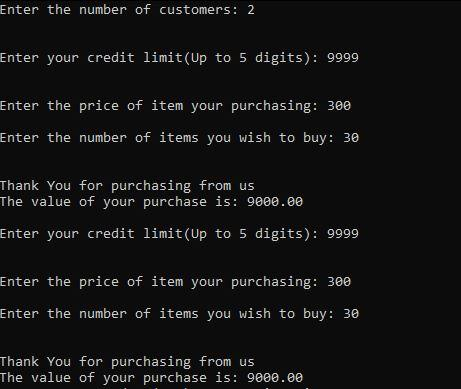 Enter the number of customers: 2
Enter your credit limit(Up to 5 digits): 9999
Enter the price of item your purchasing: 300
Enter the number of items you wish to buy: 30
Thank You for purchasing from us
The value of your purchase is: 9000.00
Enter your credit limit(Up to 5 digits): 9999
Enter the price of item your purchasing: 300
Enter the number of items you wish to buy: 30
Thank You for purchasing from us
The value of your purchase is: 9000.00